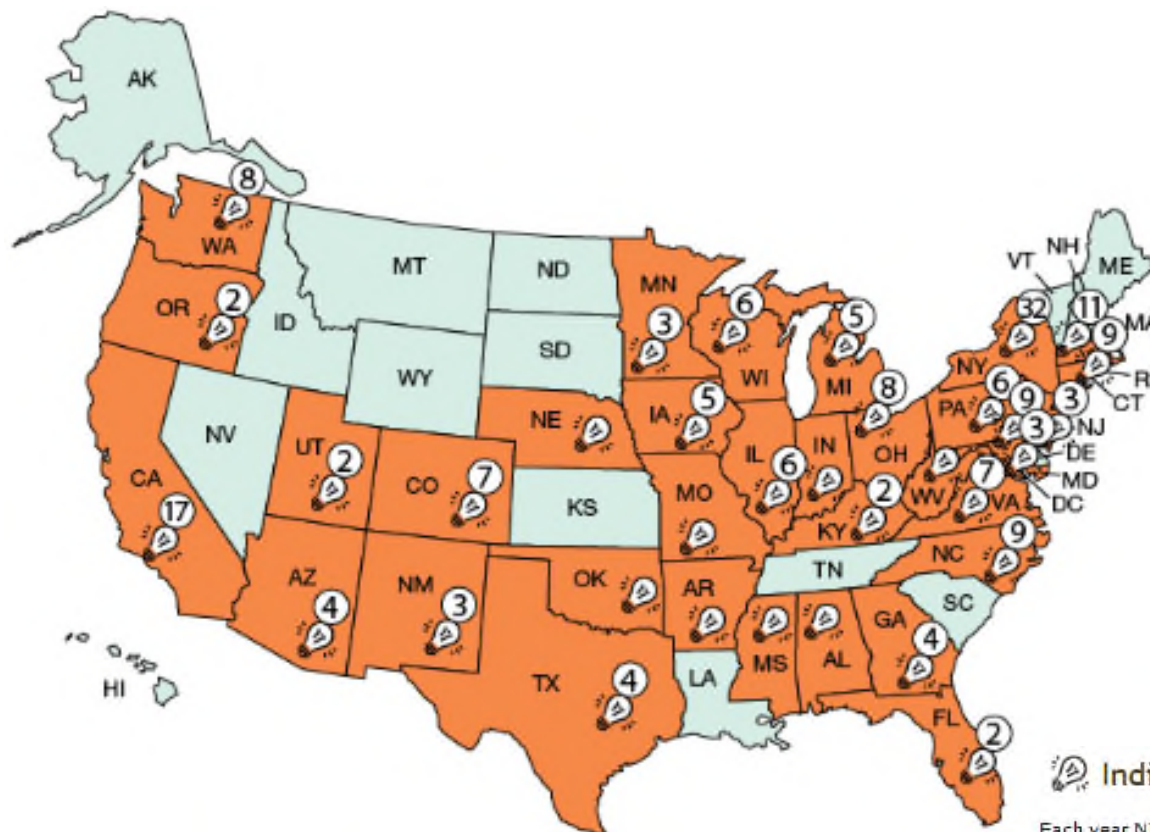 AK
8
WA
MT
ND
MN
NH
VT
ME
OR
2
ID
SD
3
6
WI
5
MI
32
11
9
MA
NY
R
CT
WY
NE
IA
5
8
PA
6
9
3
NJ
3
DE
MD
DC
NV
UT
2
CO
7
KS
MO
IL
6
IN
OH
WV
7
VA
CA
17
KY
2
NC
9
TN
AZ
4
NM
3
OK
AR
SC
GA
4
MS
AL
HI
TX
4
LA
FL
2
Indi
Each year N